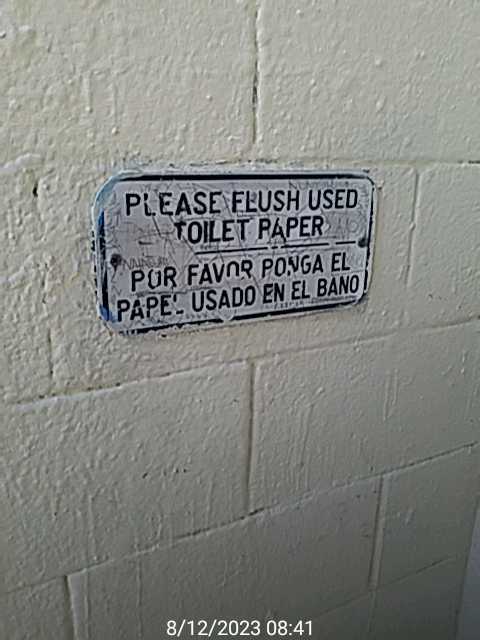 PLEASE FLUSH USED
TOILET PAPER
POR FAVOR PONGA EL
PAPEL USADO EN EL BANO
8/12/2023 08:41